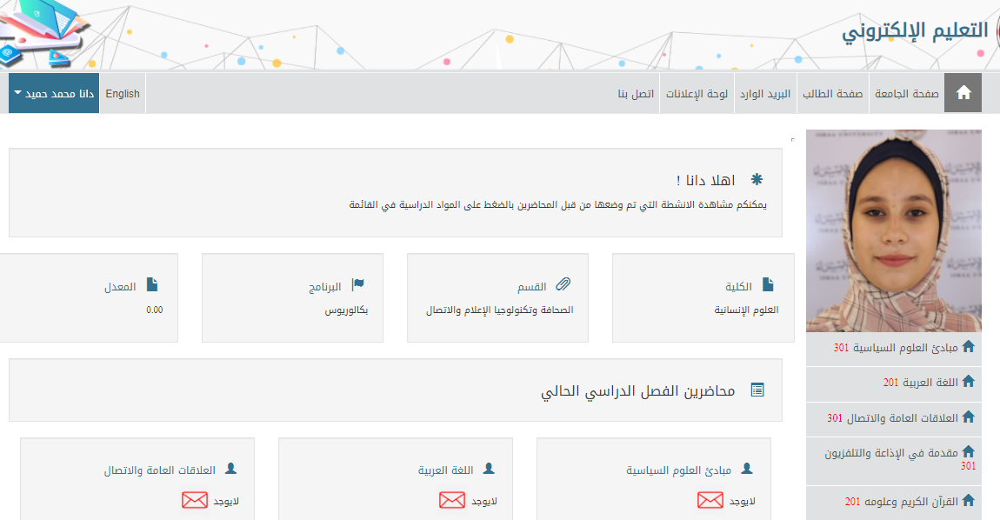 التعليم الإلكتروني
صفحة الجامعة
صفحة الطالب
البريد الوارد
لوحة الإعلانات
اتصل بنا
English
دانا محمد حميد
اهلا دانا !
يمكنكم مشاهدة الانشطة التي تم وضعها من قبل المحاضرين بالضغط على المواد الدراسية في القائمة
الكلية
العلوم الإنسانية
القسم
الصحافة وتكنولوجيا الإعلام والاتصال
البرنامج
بكالوريوس
المعدل
0.00
محاضرين الفصل الدراسي الحالي
مبادئ العلوم السياسية
لايوجد
اللغة العربية
لايوجد
العلاقات العامة والاتصال
لايوجد
مبادئ العلوم السياسية 301
اللغة العربية 201
العلاقات العامة والاتصال 301
مقدمة في الإذاعة والتلفزيون
301
القرآن الكريم وعلومه 201